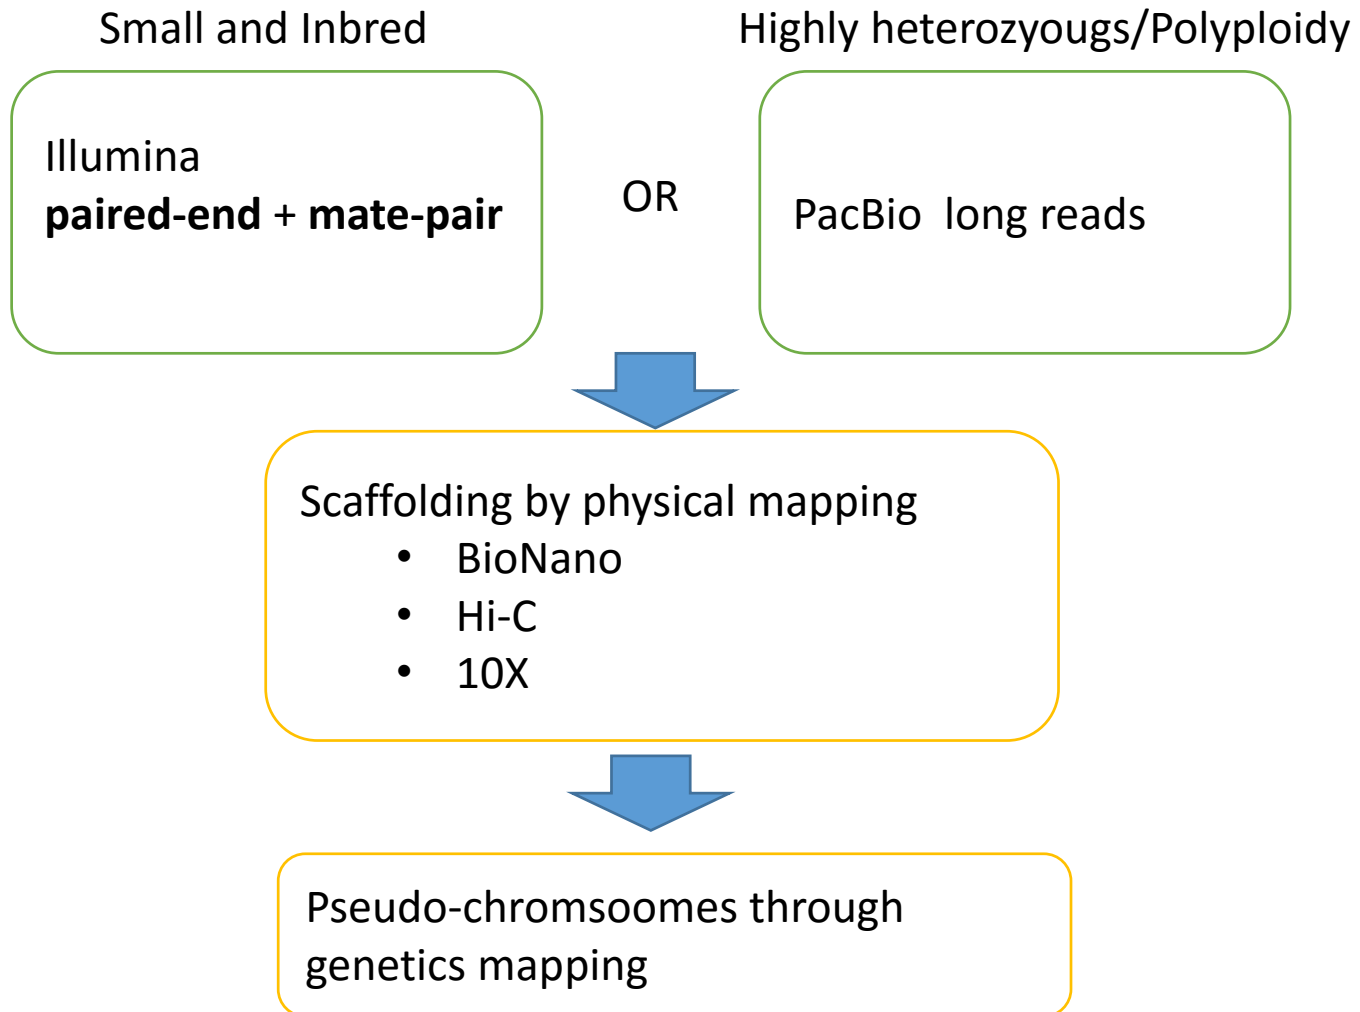 Small and Inbred
Highly heterozyougs/Polyploidy
Illumina
paired-end + mate-pair
OR
PacBio  long reads
Scaffolding by physical mapping
• BioNano
• Hi-C
• 10X
Pseudo-chromsoomes through
genetics mapping